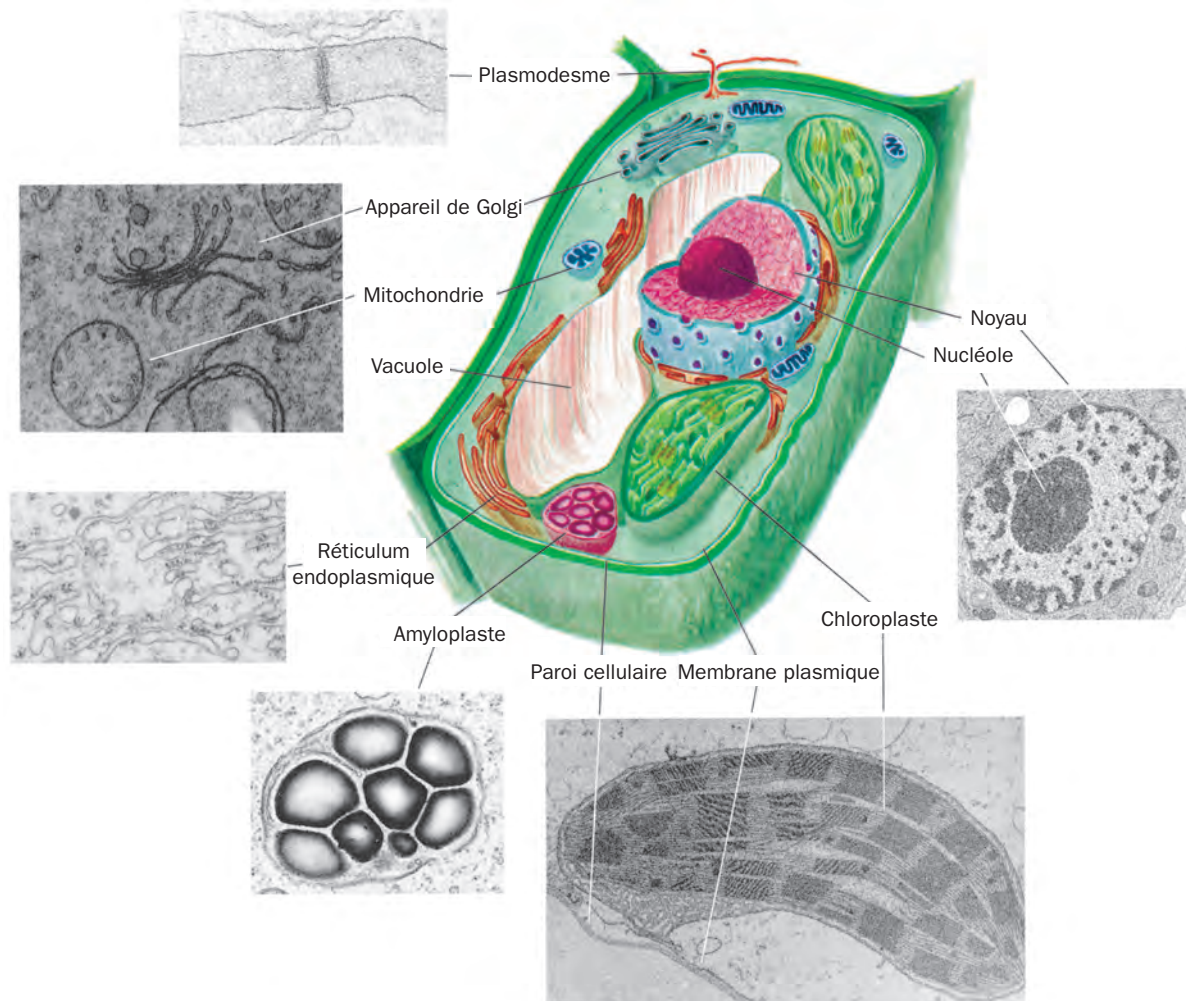 Plasmodesme
Appareil de Golgi
Mitochondrie
Vacuole
Noyau
Nucléole
Réticulum
endoplasmique
Amyloplaste
Chloroplaste
Paroi cellulaire
Membrane plasmique